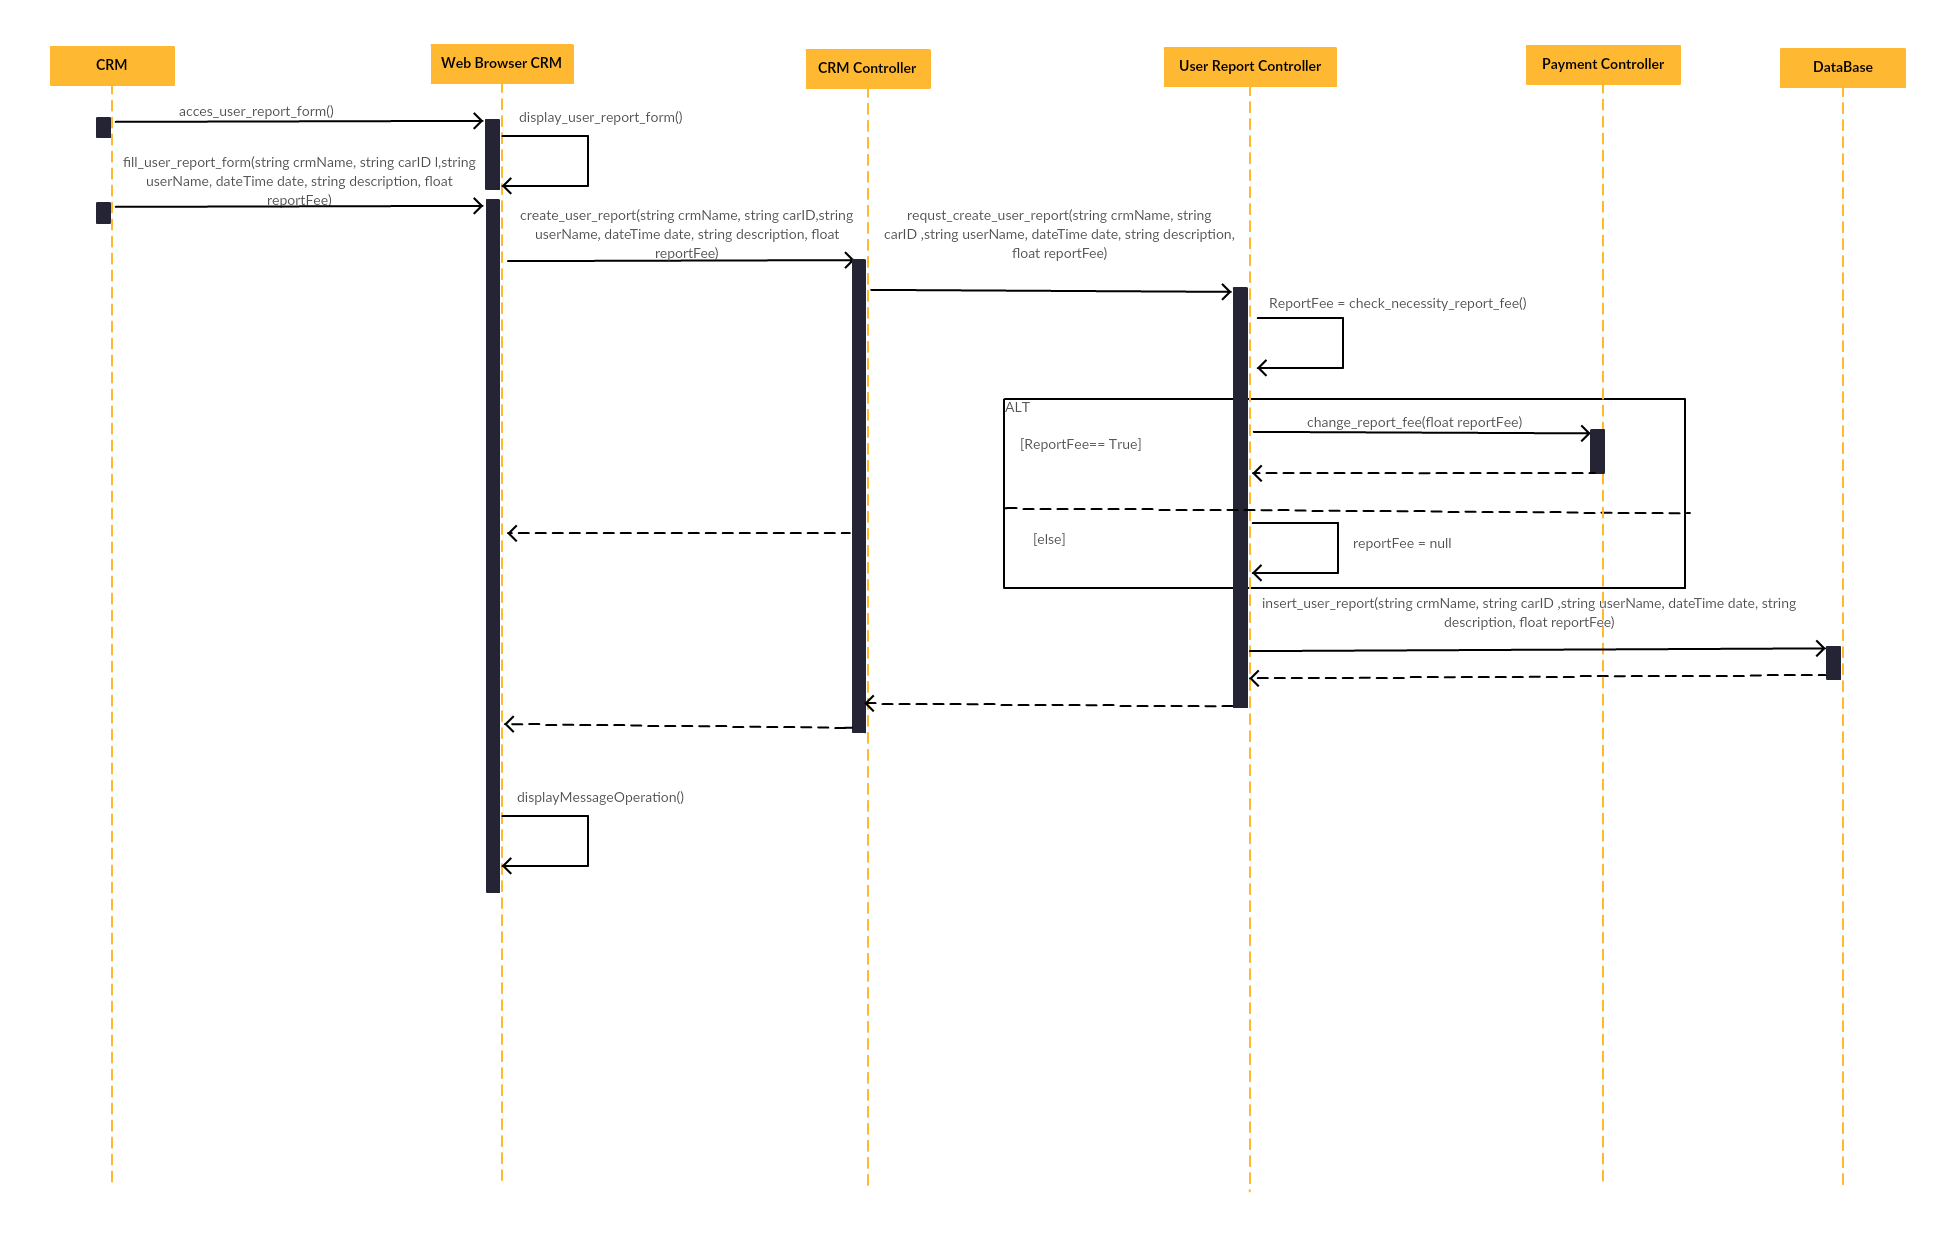 CRM
Web Browser CRM
CRM Controller
User Report Controller
Payment Controller
DataBase
acces_user_report_form()
display_user_report_form()
fill_user_report_form(string crmName, string carID I,string
userName, dateTime date, string description, float
reportFee)
create_user_report(string crmName, string carID,string
userName, dateTime date, string description, float
reportFee)
requst_create_user_report(string crmName, string
carID ,string userName, dateTime date, string description,
float reportFee)
ReportFee = check_necessity_report_fee()
ALT
change_report_fee(float reportFee)
[ReportFee== True]
[else]
reportFee = null
insert_user_report(string crmName, string carID ,string userName, dateTime date, string
description, float reportFee)
displayMessageOperation()